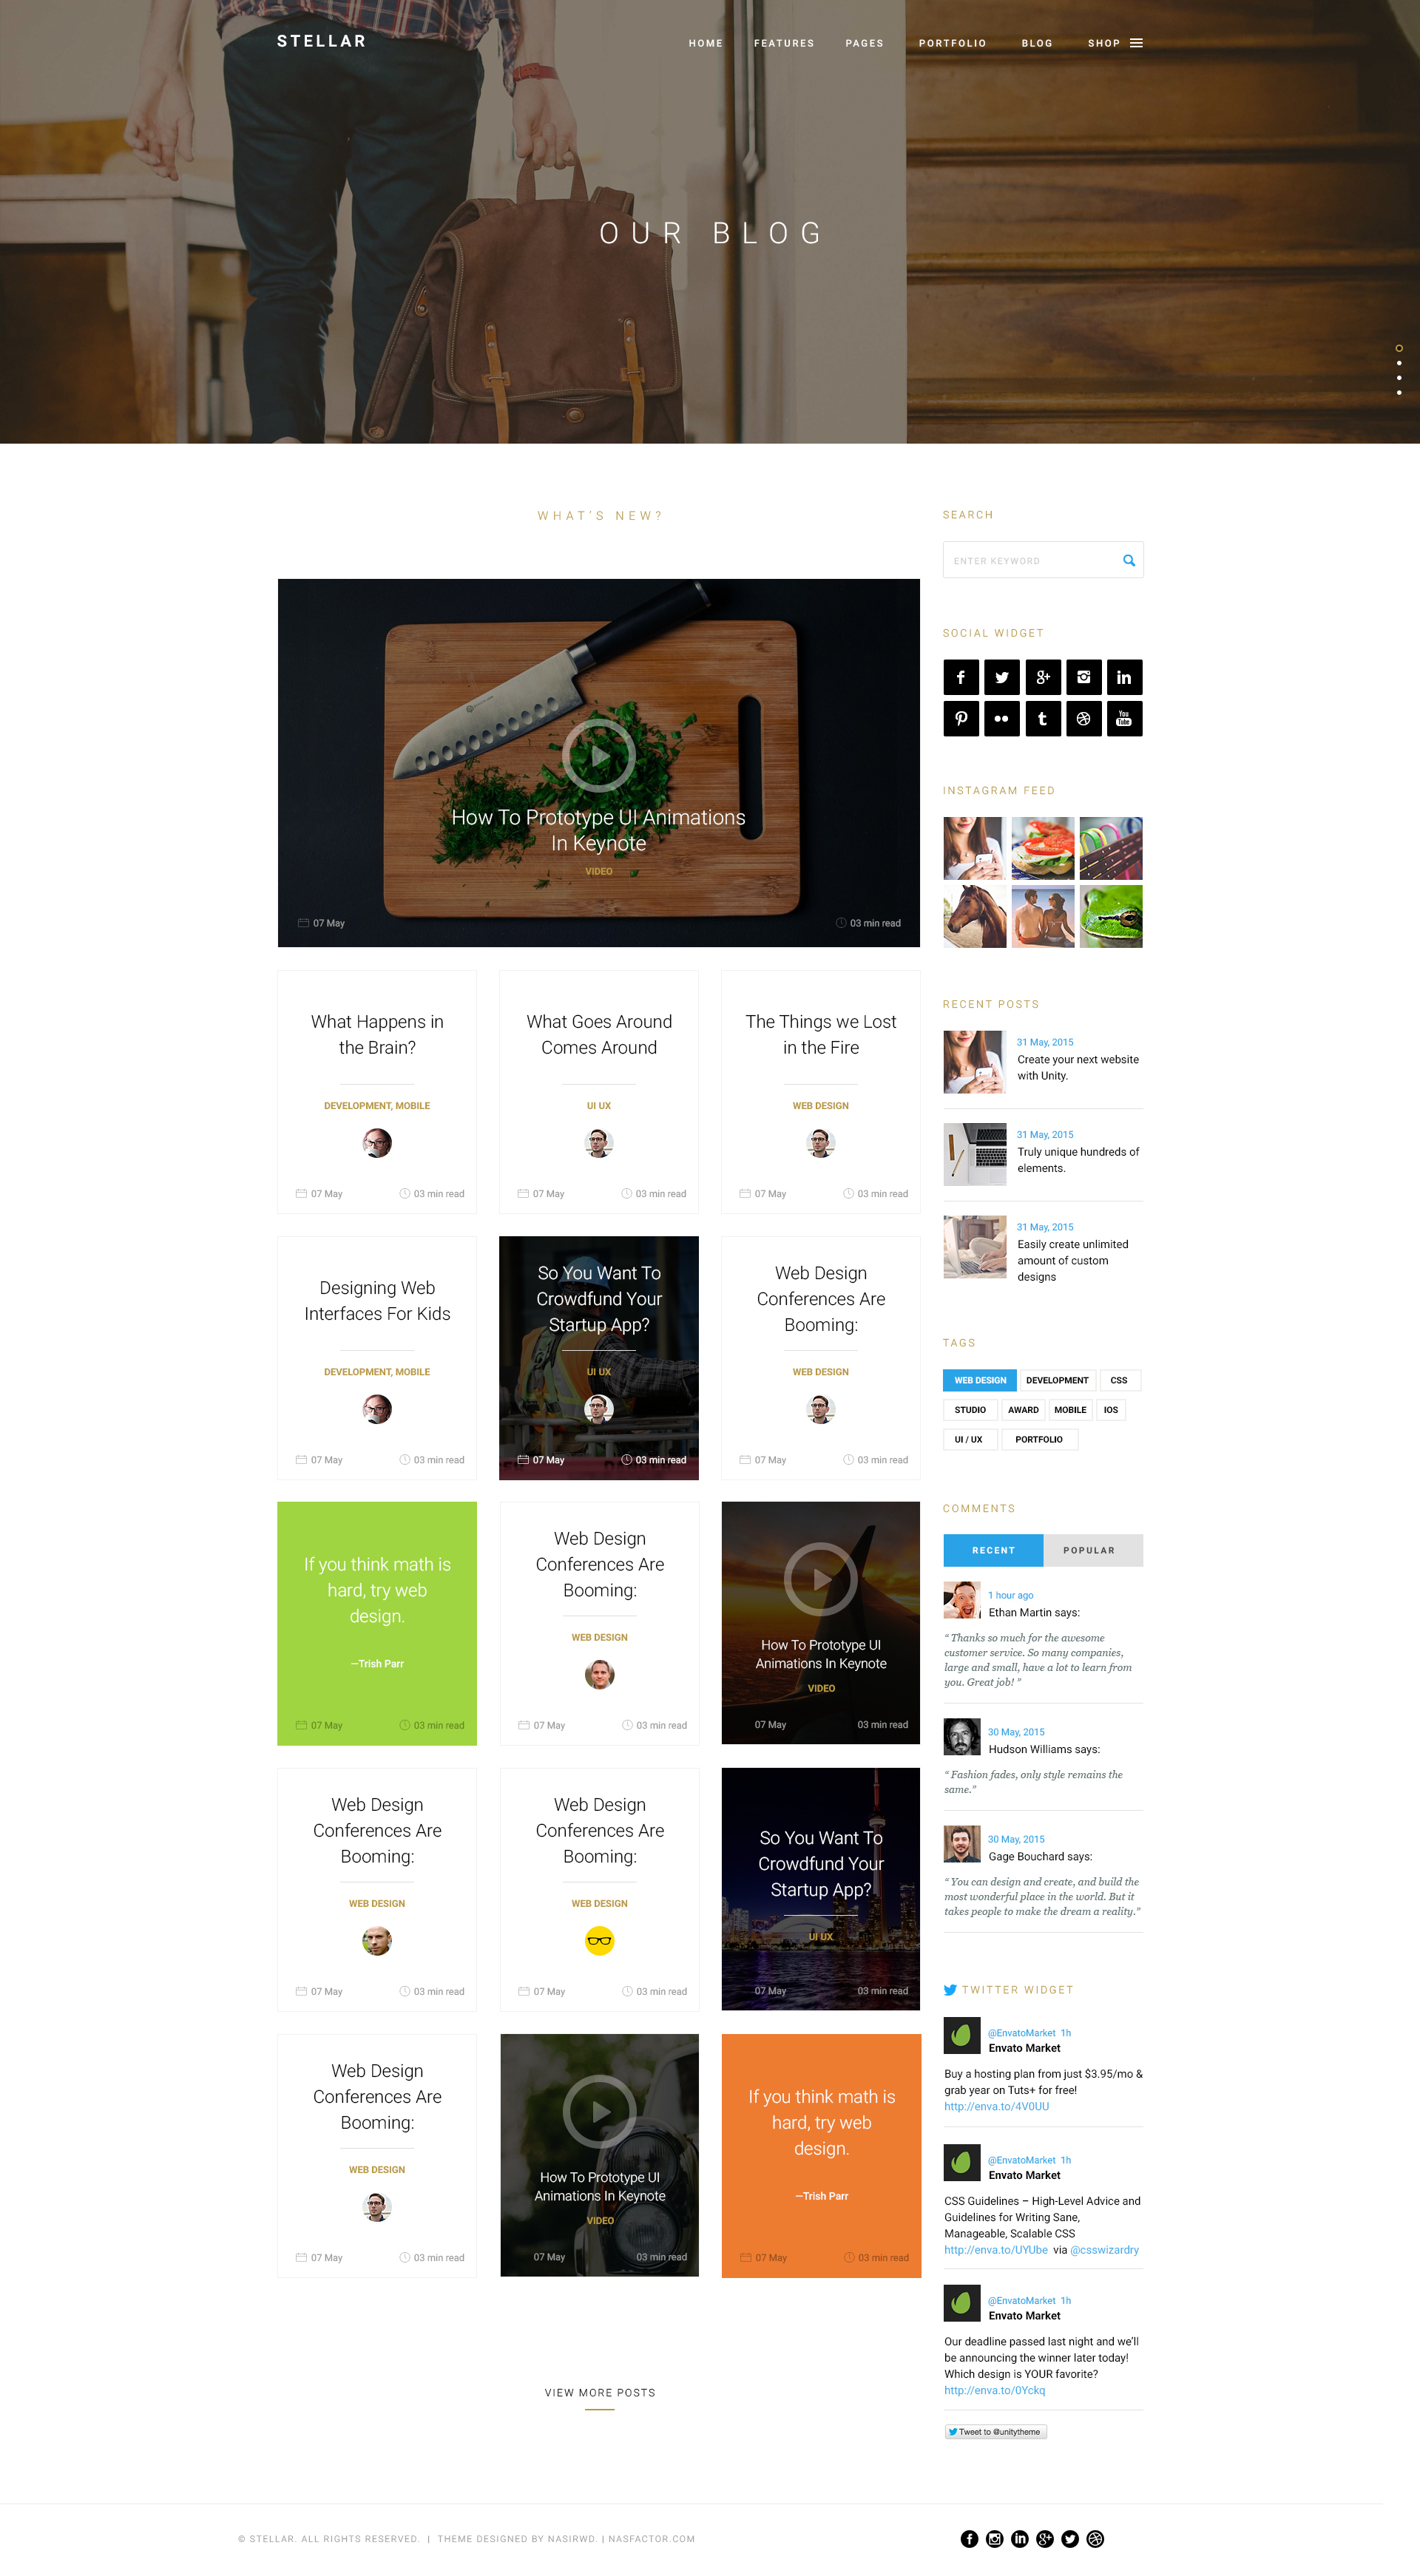 STELLAR
HOME FEATURES PAGES PORTFOLIO BLOG SHOP
OUR BLOG
WHAT'S NEW?
How To Prototype UI Animations
In Keynote
VIDEO
07 May 03 min read
What Happens in
the Brain?
DEVELOPMENT, MOBILE
07 May 03 min read
What Goes Around
Comes Around
UI UX
07 May 03 min read
The Things we Lost
in the Fire
WEB DESIGN
07 May 03 min read
Designing Web
Interfaces For Kids
DEVELOPMENT, MOBILE
07 May 03 min read
So You Want To
Crowdfund Your
Startup App?
UI UX
07 May 03 min read
Web Design
Conferences Are
Booming:
WEB DESIGN
07 May 03 min read
If you think math is
hard, try web
design.
—Trish Parr
07 May 03 min read
Web Design
Conferences Are
Booming:
WEB DESIGN
07 May 03 min read
How To Prototype UI
Animations In Keynote
VIDEO
07 May 03 min read
Web Design
Conferences Are
Booming:
WEB DESIGN
07 May 03 min read
Web Design
Conferences Are
Booming:
WEB DESIGN
07 May 03 min read
So You Want To
Crowdfund Your
Startup App?
UI UX
07 May 03 min read
Web Design
Conferences Are
Booming:
WEB DESIGN
07 May 03 min read
How To Prototype UI
Animations In Keynote
VIDEO
07 May 03 min read
If you think math is
hard, try web
design.
—Trish Parr
07 May 03 min read
VIEW MORE POSTS
SEARCH
ENTER KEYWORD
SOCIAL WIDGET
You
Tube
INSTAGRAM FEED
RECENT POSTS
31 May, 2015
Create your next website
with Unity.
31 May, 2015
Truly unique hundreds of
elements.
31 May, 2015
Easily create unlimited
amount of custom
designs
TAGS
WEB DESIGN DEVELOPMENT CSS
STUDIO AWARD MOBILE IOS
UI / UX PORTFOLIO
COMMENTS
RECENT POPULAR
1 hour ago
Ethan Martin says:
“ Thanks so much for the awesome
customer service. So many companies,
large and small, have a lot to learn from
you. Great job! ”
30 May, 2015
Hudson Williams says:
“ Fashion fades, only style remains the
same.”
30 May, 2015
Gage Bouchard says:
“ You can design and create, and build the
most wonderful place in the world. But it
takes people to make the dream a reality.”
TWITTER WIDGET
@EnvatoMarket 1h
Envato Market
Buy a hosting plan from just $3.95/mo &
grab year on Tuts+ for free!
http://enva.to/4V0UU
@EnvatoMarket 1h
Envato Market
CSS Guidelines – High-Level Advice and
Guidelines for Writing Sane,
Manageable, Scalable CSS
http://enva.to/UYUbe via @csswizardry
@EnvatoMarket 1h
Envato Market
Our deadline passed last night and we'll
be announcing the winner later today!
Which design is YOUR favorite?
http://enva.to/0Yckq
Tweet to @unitytheme
© STELLAR. ALL RIGHTS RESERVED. | THEME DESIGNED BY NASIRWD. | NASFACTOR.COM